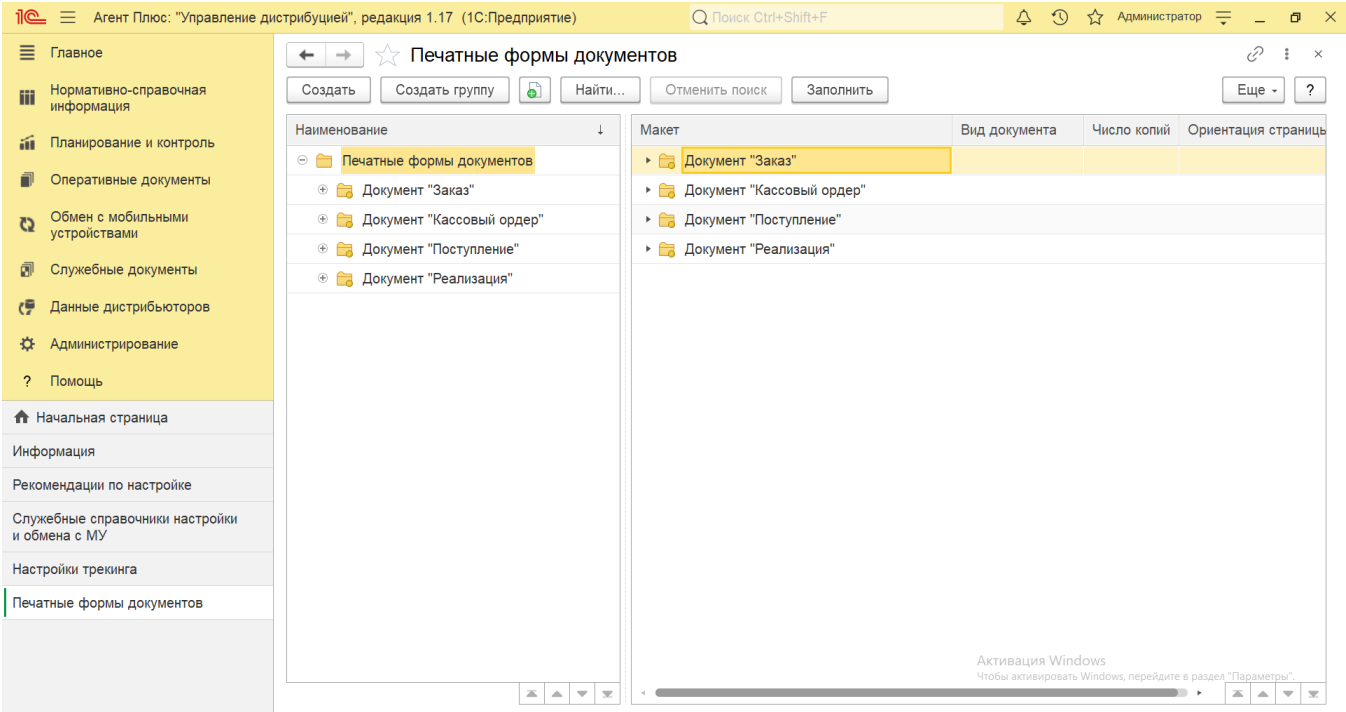 1С Агент Плюс: "Управление дистрибуцией", редакция 1.17 (1С:Предприятие) Поиск Ctrl+Shift+F Администратор
Главное
Нормативно-справочная
информация
Планирование и контроль
Оперативные документы
Обмен с мобильными
устройствами
Служебные документы
Данные дистрибьюторов
Администрирование
? Помощь
Начальная страница
Информация
Рекомендации по настройке
Служебные справочники настройки
и обмена с МУ
Настройки трекинга
Печатные формы документов
Печатные формы документов
Создать Создать группу Найти... Отменить поиск Заполнить Еще ?
Наименование ↓
Печатные формы документов
Документ "Заказ"
Документ "Кассовый ордер"
Документ "Поступление"
Документ "Реализация"
Макет Вид документа Число копий Ориентация страницы
Документ "Заказ"
Документ "Кассовый ордер"
Документ "Поступление"
Документ "Реализация"
Активация Windows
Чтобы активировать Windows, перейдите в раздел "Параметры".